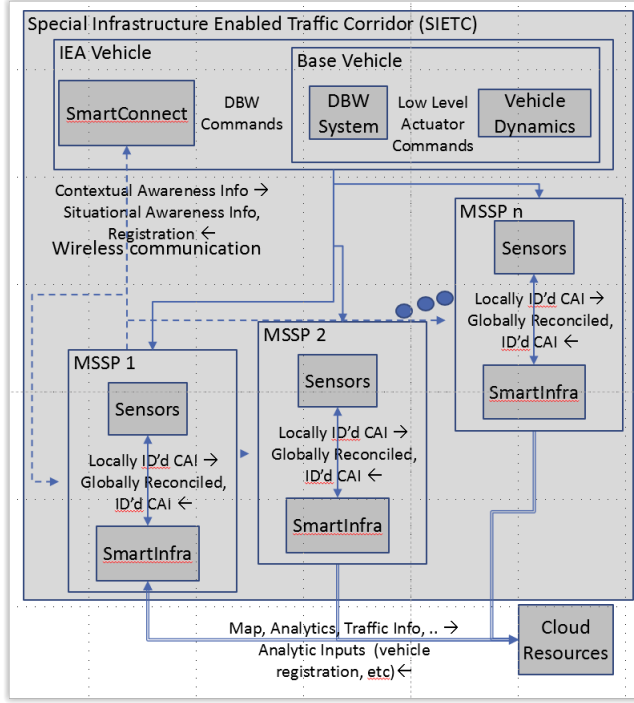 Special Infrastructure Enabled Traffic Corridor (SIETC)
IEA Vehicle
Base Vehicle
SmartConnect
DBW
Commands
DBW
System
Low Level
Actuator
Commands
Vehicle
Dynamics
Contextual Awareness Info →
Situational Awareness Info,
Registration ←
Wireless communication
MSSP n
Sensors
Locally ID'd CAI →
Globally Reconciled,
ID'd CAI ←
SmartInfra
MSSP 2
Sensors
Locally ID'd CAI →
Globally Reconciled,
ID'd CAI ←
SmartInfra
MSSP 1
Sensors
Locally ID'd CAI →
Globally Reconciled,
ID'd CAI ←
SmartInfra
Map, Analytics, Traffic Info, .. →
Analytic Inputs (vehicle
registration, etc)←
Cloud
Resources